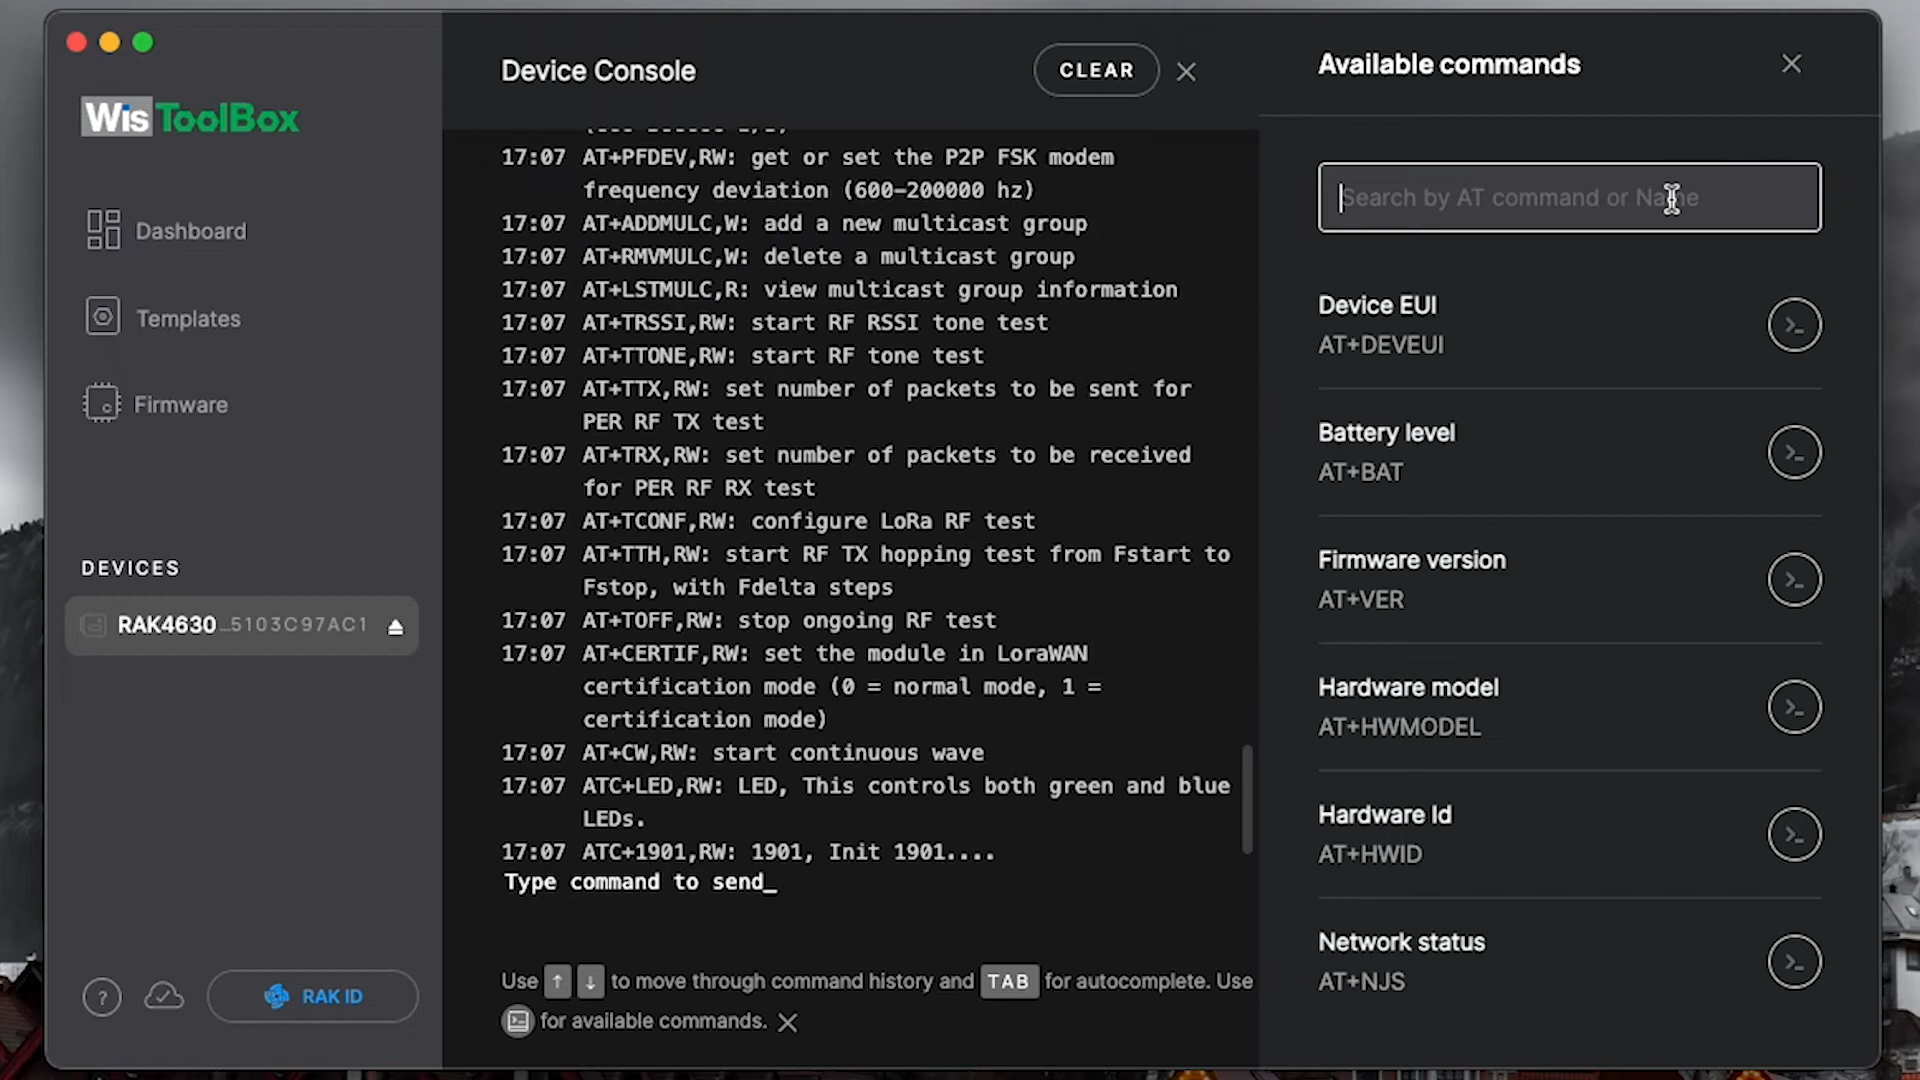 WisToolBox
Dashboard
Templates
Firmware
DEVICES
RAK4630 …5103C97AC1
?
RAK ID
Device Console
CLEAR
17:07 AT+PFDEV,RW: get or set the P2P FSK modem
frequency deviation (600-200000 hz)
17:07 AT+ADDMULC,W: add a new multicast group
17:07 AT+RMVMULC,W: delete a multicast group
17:07 AT+LSTMULC,R: view multicast group information
17:07 AT+TRSSI,RW: start RF RSSI tone test
17:07 AT+TTONE,RW: start RF tone test
17:07 AT+TTX,RW: set number of packets to be sent for
PER RF TX test
17:07 AT+TRX,RW: set number of packets to be received
for PER RF RX test
17:07 AT+TCONF,RW: configure LoRa RF test
17:07 AT+TTH,RW: start RF TX hopping test from Fstart to
Fstop, with Fdelta steps
17:07 AT+TOFF,RW: stop ongoing RF test
17:07 AT+CERTIF,RW: set the module in LoraWAN
certification mode (0 = normal mode, 1 =
certification mode)
17:07 AT+CW,RW: start continuous wave
17:07 ATC+LED,RW: LED, This controls both green and blue
LEDs.
17:07 ATC+1901,RW: 1901, Init 1901....
Type command to send_
Use ↑ ↓ to move through command history and TAB for autocomplete. Use
for available commands.
Available commands
Search by AT command or Name
Device EUI
AT+DEVEUI
Battery level
AT+BAT
Firmware version
AT+VER
Hardware model
AT+HWMODEL
Hardware Id
AT+HWID
Network status
AT+NJS